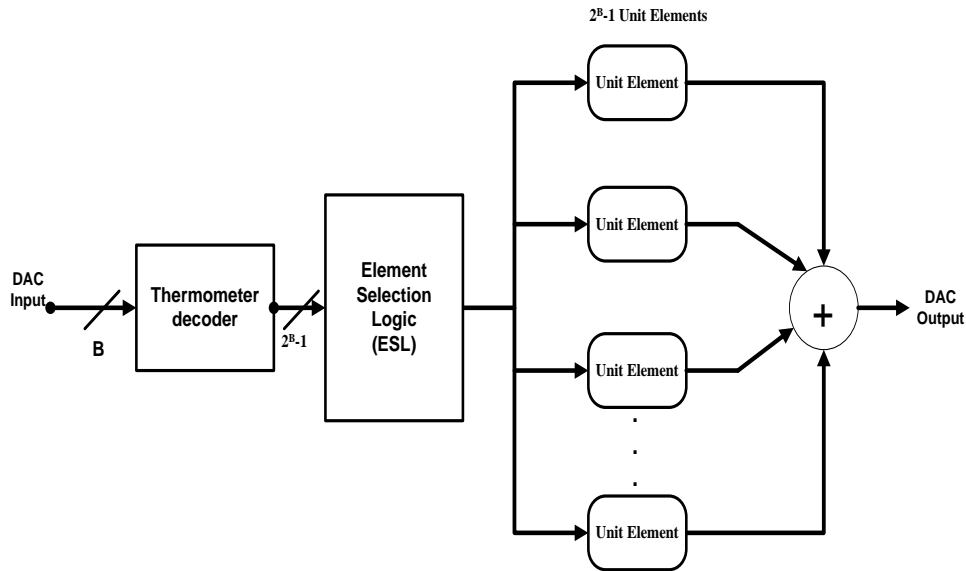 2ᴮ-1 Unit Elements
Unit Element
Unit Element
DAC
Input
B
Thermometer
decoder
2ᴮ-1
Element
Selection
Logic
(ESL)
+
DAC
Output
Unit Element
.
.
.
Unit Element